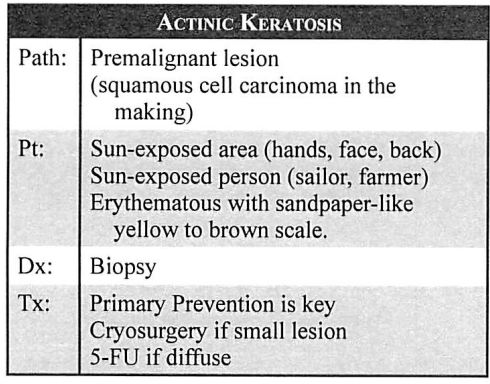 ACTINIC KERATOSIS
Path: Premalignant lesion
(squamous cell carcinoma in the
making)
Pt: Sun-exposed area (hands, face, back)
Sun-exposed person (sailor, farmer)
Erythematous with sandpaper-like
yellow to brown scale.
Dx: Biopsy
Tx: Primary Prevention is key
Cryosurgery if small lesion
5-FU if diffuse